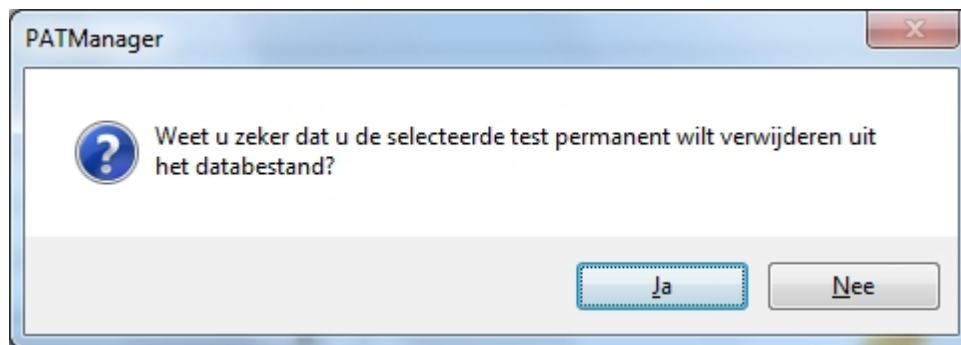 PATManager
Weet u zeker dat u de selecteerde test permanent wilt verwijderen uit
het databestand?
Ja
Nee